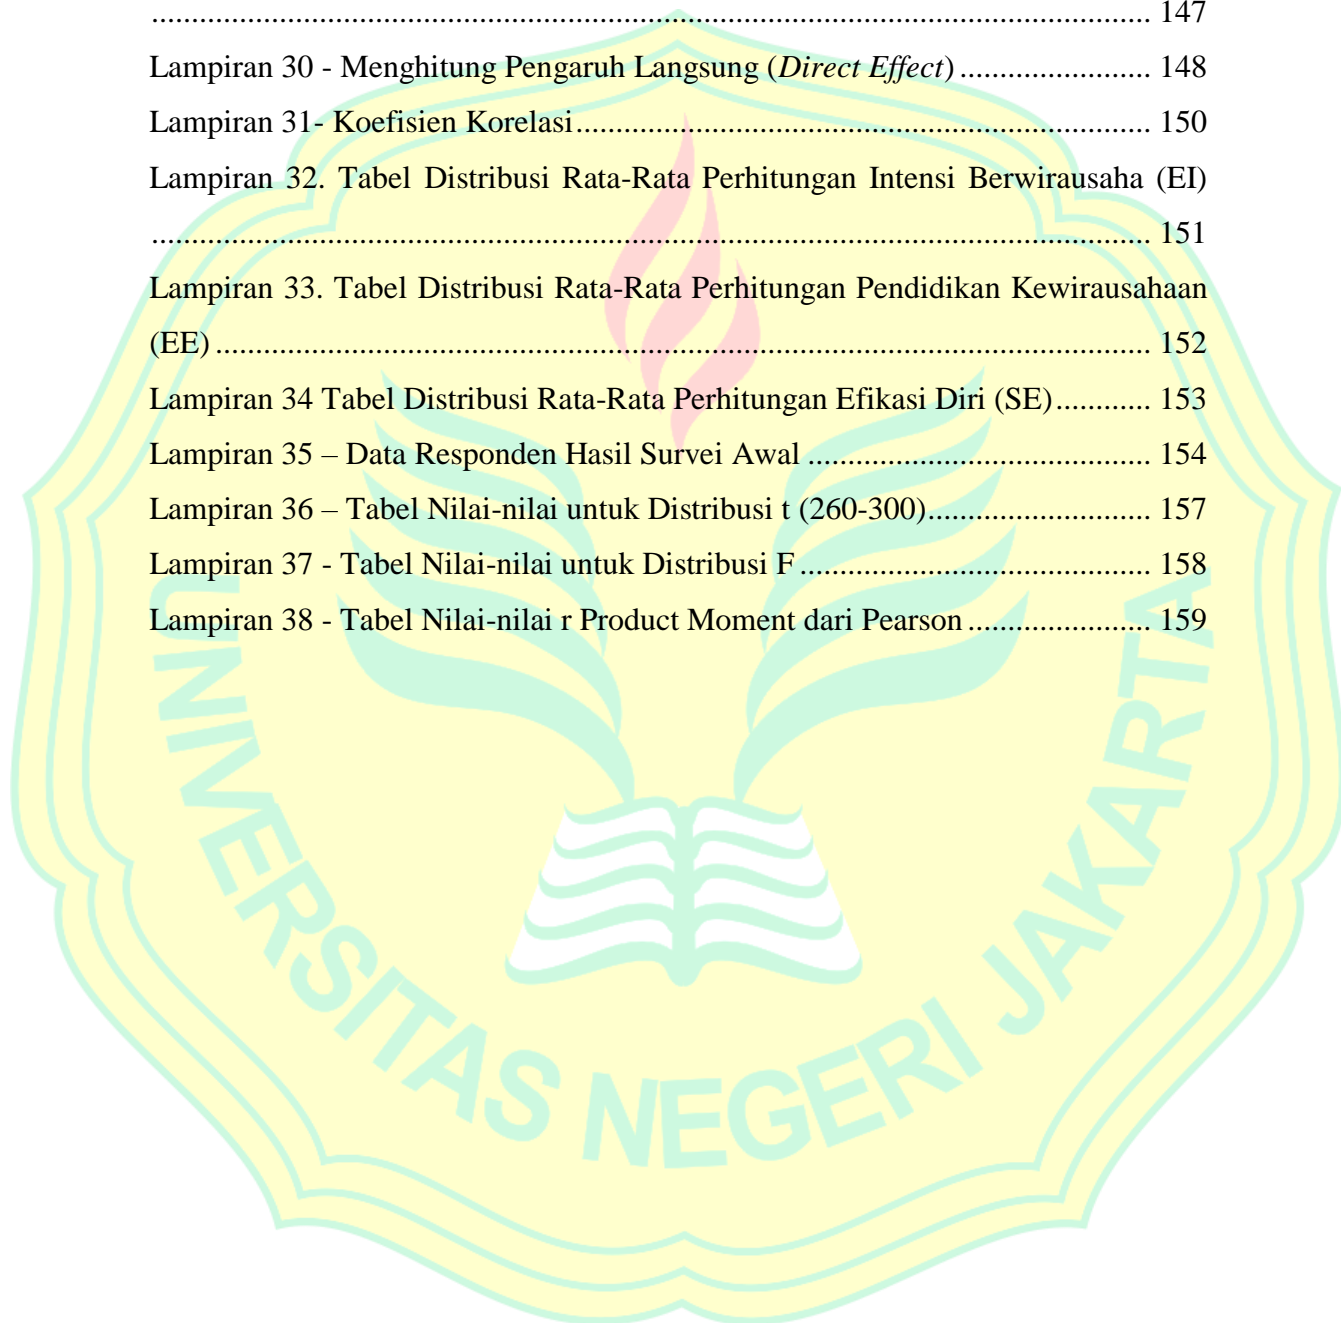 ........................................................................................................................... 147
Lampiran 30 - Menghitung Pengaruh Langsung (Direct Effect) ........................ 148
Lampiran 31- Koefisien Korelasi........................................................................ 150
Lampiran 32. Tabel Distribusi Rata-Rata Perhitungan Intensi Berwirausaha (EI)
........................................................................................................................... 151
Lampiran 33. Tabel Distribusi Rata-Rata Perhitungan Pendidikan Kewirausahaan
(EE) ..................................................................................................................... 152
Lampiran 34 Tabel Distribusi Rata-Rata Perhitungan Efikasi Diri (SE)............ 153
Lampiran 35 – Data Responden Hasil Survei Awal ........................................... 154
Lampiran 36 – Tabel Nilai-nilai untuk Distribusi t (260-300)............................ 157
Lampiran 37 - Tabel Nilai-nilai untuk Distribusi F ............................................ 158
Lampiran 38 - Tabel Nilai-nilai r Product Moment dari Pearson ....................... 159
UNIVERSITAS NEGERI JAKARTA